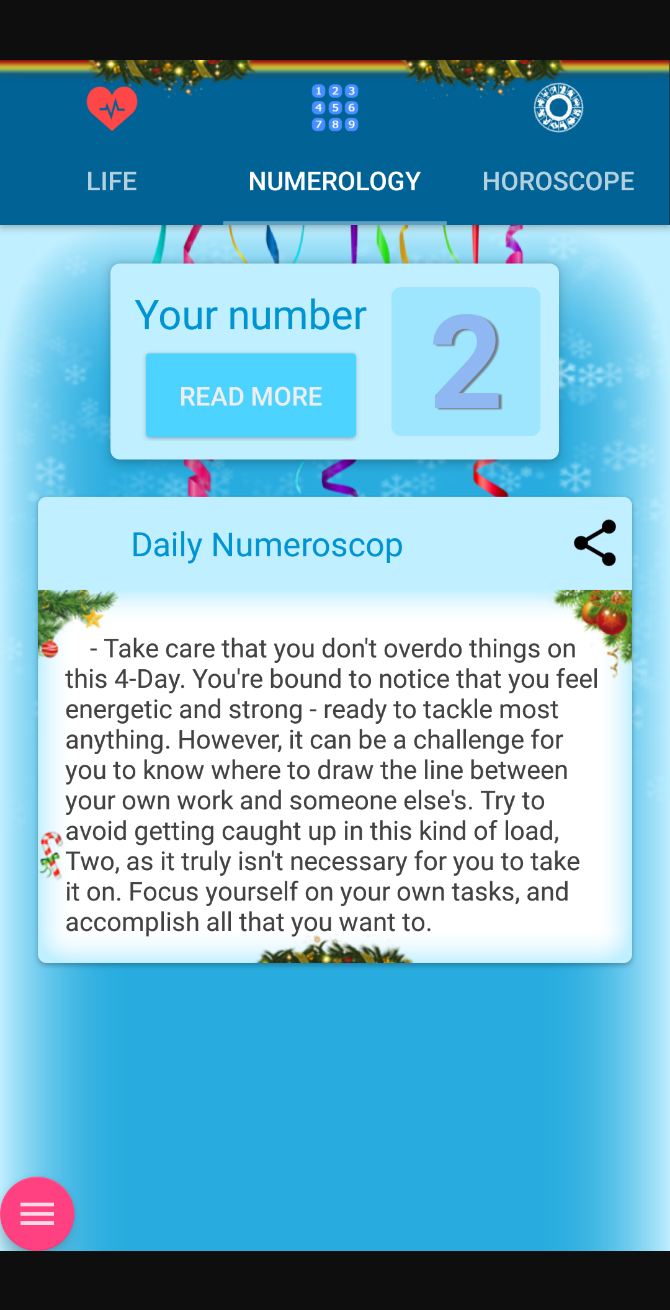 1 2 3
4 5 6
7 8 9
LIFE
NUMEROLOGY
HOROSCOPE
Your number
2
READ MORE
Daily Numeroscop
- Take care that you don't overdo things on
this 4-Day. You're bound to notice that you feel
energetic and strong - ready to tackle most
anything. However, it can be a challenge for
you to know where to draw the line between
your own work and someone else's. Try to
avoid getting caught up in this kind of load,
Two, as it truly isn't necessary for you to take
it on. Focus yourself on your own tasks, and
accomplish all that you want to.